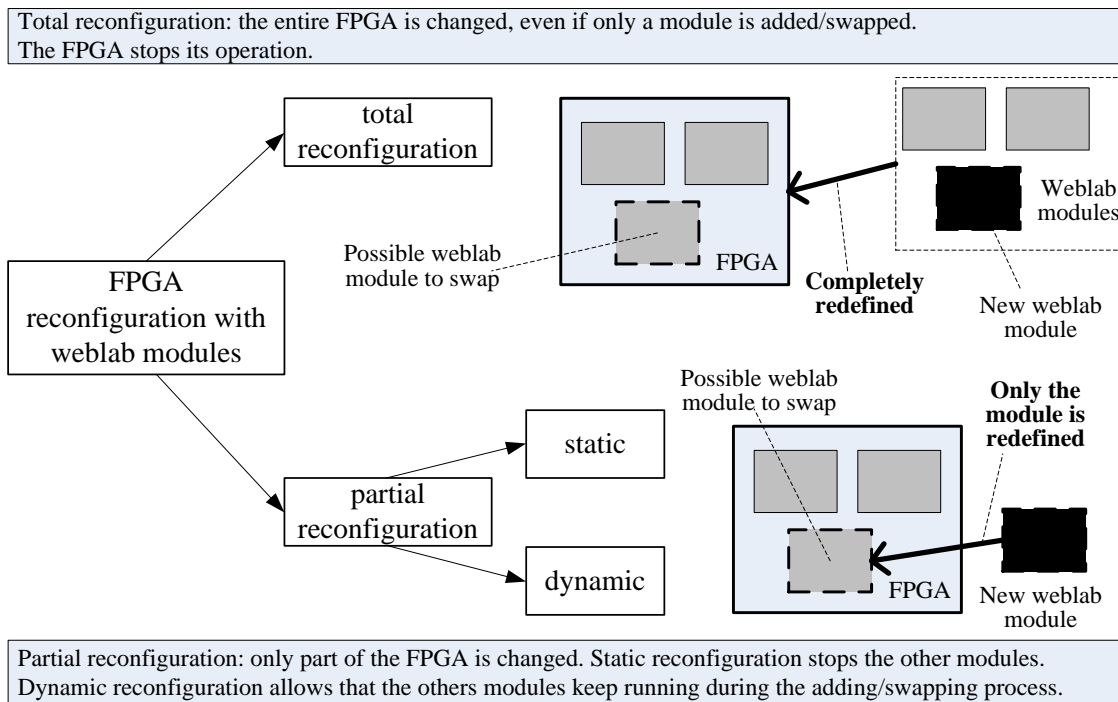 Total reconfiguration: the entire FPGA is changed, even if only a module is added/swapped.
The FPGA stops its operation.
total
reconfiguration
Possible weblab
module to swap
FPGA
Completely
redefined
Weblab
modules
New weblab
module
FPGA
reconfiguration with
weblab modules
Possible weblab
module to swap
Only the
module is
redefined
static
partial
reconfiguration
dynamic
FPGA
New weblab
module
Partial reconfiguration: only part of the FPGA is changed. Static reconfiguration stops the other modules.
Dynamic reconfiguration allows that the others modules keep running during the adding/swapping process.